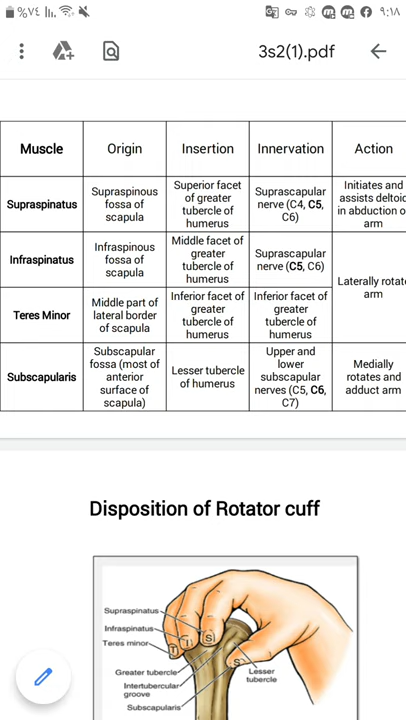 %٧٤
٩:١٨
3s2(1).pdf
Muscle Origin Insertion Innervation Action
Supraspinatus
Supraspinous
fossa of
scapula
Superior facet
of greater
tubercle of
humerus
Suprascapular
nerve (C4, C5,
C6)
Initiates and
assists deltoid
in abduction o
arm
Infraspinatus
Infraspinous
fossa of
scapula
Middle facet of
greater
tubercle of
humerus
Suprascapular
nerve (C5, C6)
Laterally rotate
arm
Teres Minor
Middle part of
lateral border
of scapula
Inferior facet of
greater
tubercle of
humerus
Inferior facet of
greater
tubercle of
humerus
Subscapularis
Subscapular
fossa (most of
anterior
surface of
scapula)
Lesser tubercle
of humerus
Upper and
lower
subscapular
nerves (C5, C6,
C7)
Medially
rotates and
adduct arm
Disposition of Rotator cuff
Supraspinatus
Infraspinatus
Teres minor
S
I
T
S
Greater tubercle
Intertubercular
groove
Subscapularis
Lesser
tubercle